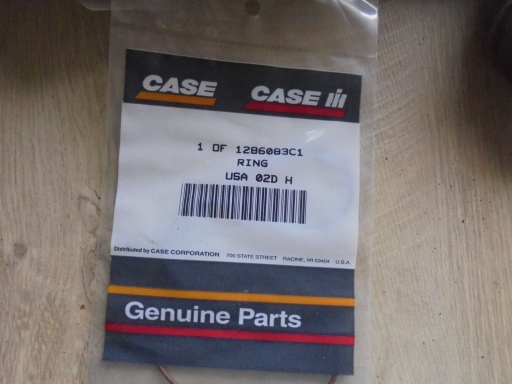 CASE CASE IH
1 OF 1286083C1
RING
USA 02D H
Distributed by CASE CORPORATION 700 STATE STREET RACINE, WI 53404 U.S.A.
Genuine Parts